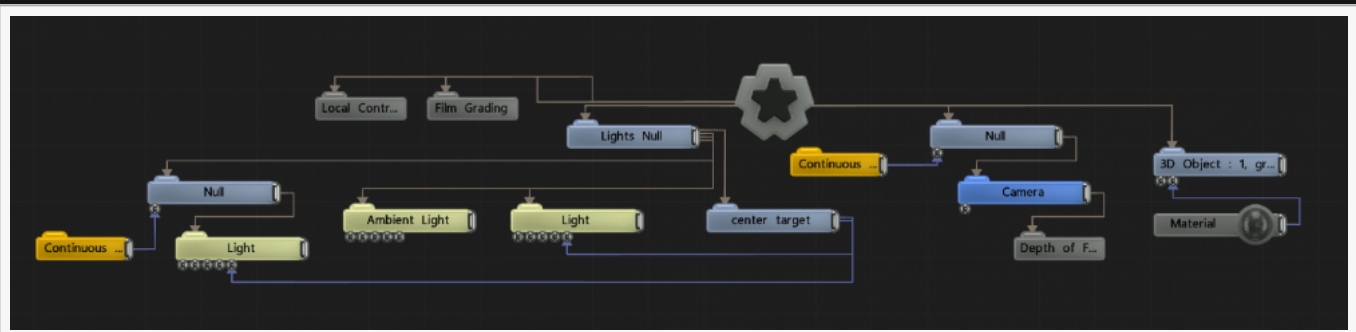 Local Contr...
Film Grading
Lights Null
Null
Continuous ...
3D Object : 1, gr...
Null
Camera
Ambient Light
Light
center target
Material
Continuous ...
Light
Depth of F...